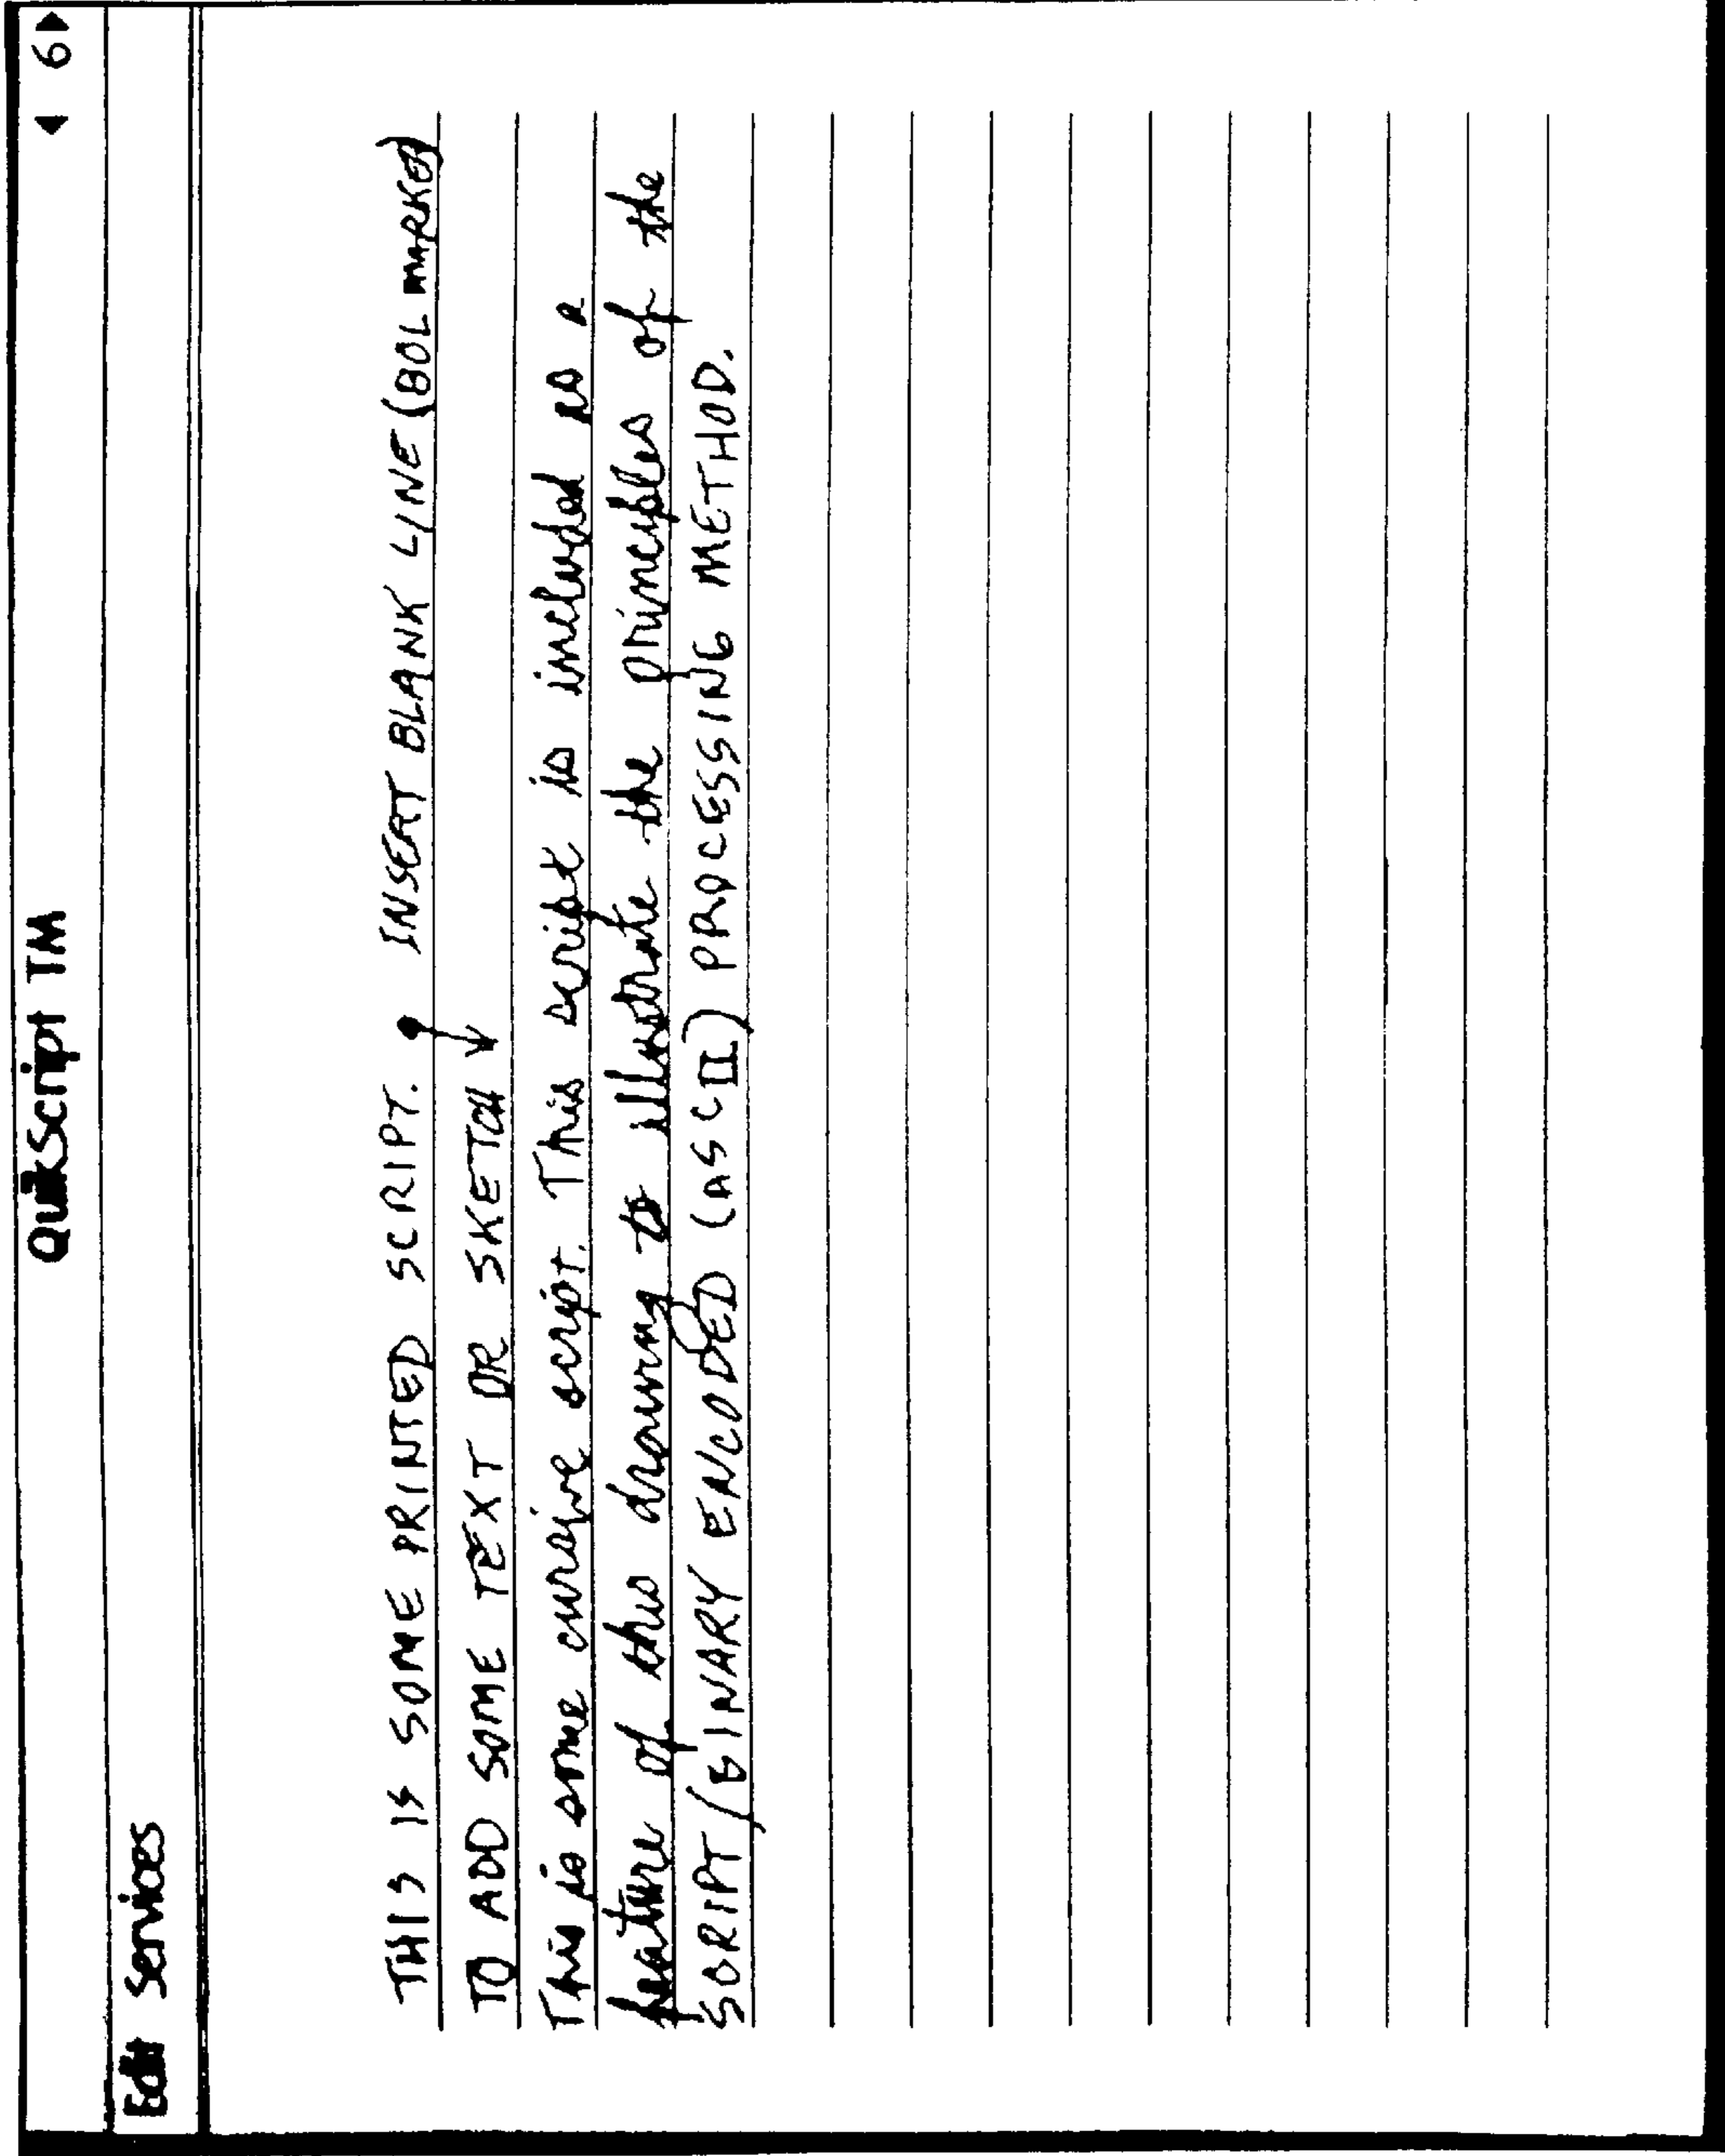 QuikScript TM ◀ 6 ▶
Edit Services
THIS IS SOME PRINTED SCRIPT. INSERT BLANK LINE (BOL MARKED)
TO ADD SOME TEXT OR SKETCH
This is some cursive script. This script is included as a
feature of this drawing to illustrate the principles of the
SCRIPT/BINARY ENCODED (ASCII) PROCESSING METHOD.